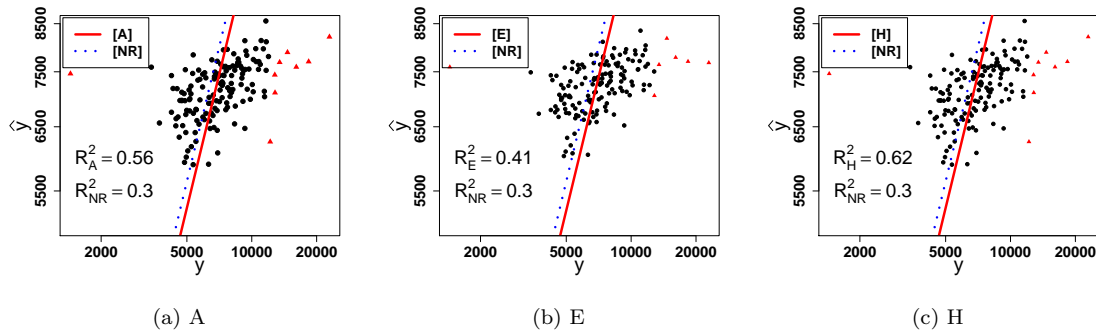 [A]
[NR]
8500
7500
6500
5500
ŷ
R²_A = 0.56
R²_NR = 0.3
2000 5000 10000 20000
y
(a) A
[E]
[NR]
8500
7500
6500
5500
ŷ
R²_E = 0.41
R²_NR = 0.3
2000 5000 10000 20000
y
(b) E
[H]
[NR]
8500
7500
6500
5500
ŷ
R²_H = 0.62
R²_NR = 0.3
2000 5000 10000 20000
y
(c) H